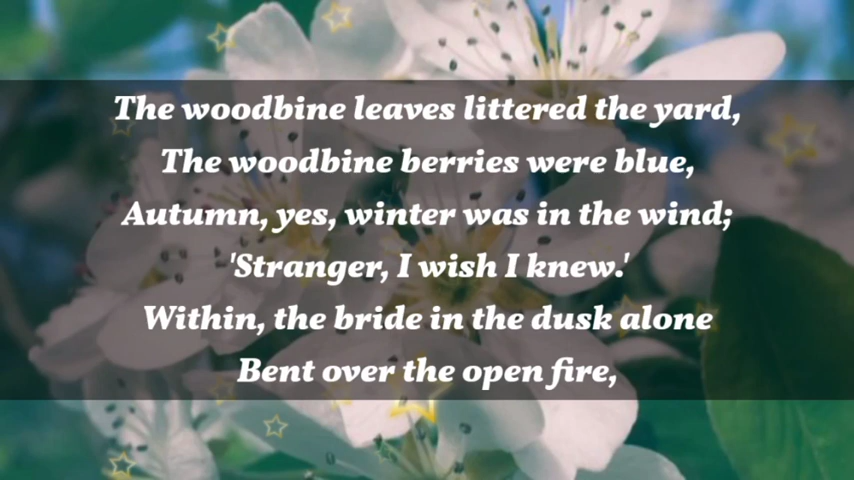 The woodbine leaves littered the yard,
The woodbine berries were blue,
Autumn, yes, winter was in the wind;
'Stranger, I wish I knew.'
Within, the bride in the dusk alone
Bent over the open fire,